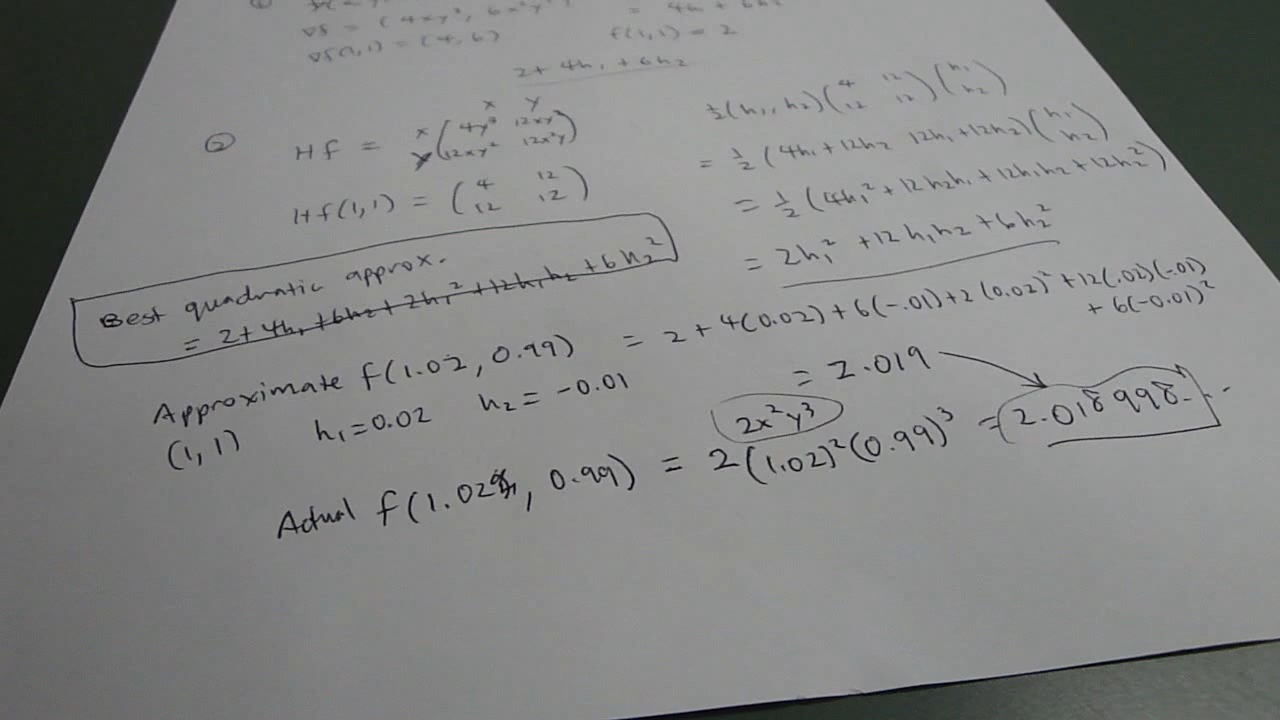 ∇f = (4xy³, 6x²y²) = 4h₁ + 6h₂
∇f(1,1) = (4, 6) f(1,1) = 2
2 + 4h₁ + 6h₂
② x y
Hf = x (4y³ 12xy²
y 12xy² 12x²y)
Hf(1,1) = (4 12
12 12)
½(h₁, h₂)(4 12
12 12)(h₁
h₂)
= ½(4h₁ + 12h₂ 12h₁ + 12h₂)(h₁
h₂)
= ½(4h₁² + 12h₂h₁ + 12h₁h₂ + 12h₂²)
= 2h₁² + 12h₁h₂ + 6h₂²
Best quadratic approx.
= 2 + 4h₁ + 6h₂ + 2h₁² + 12h₁h₂ + 6h₂²
Approximate f(1.02, 0.99) = 2 + 4(0.02) + 6(-.01) + 2(0.02)² + 12(.02)(-.01)
+ 6(-0.01)²
(1,1) h₁=0.02 h₂=-0.01 = 2.019
2x²y³
Actual f(1.02, 0.99) = 2(1.02)²(0.99)³ = 2.018998...